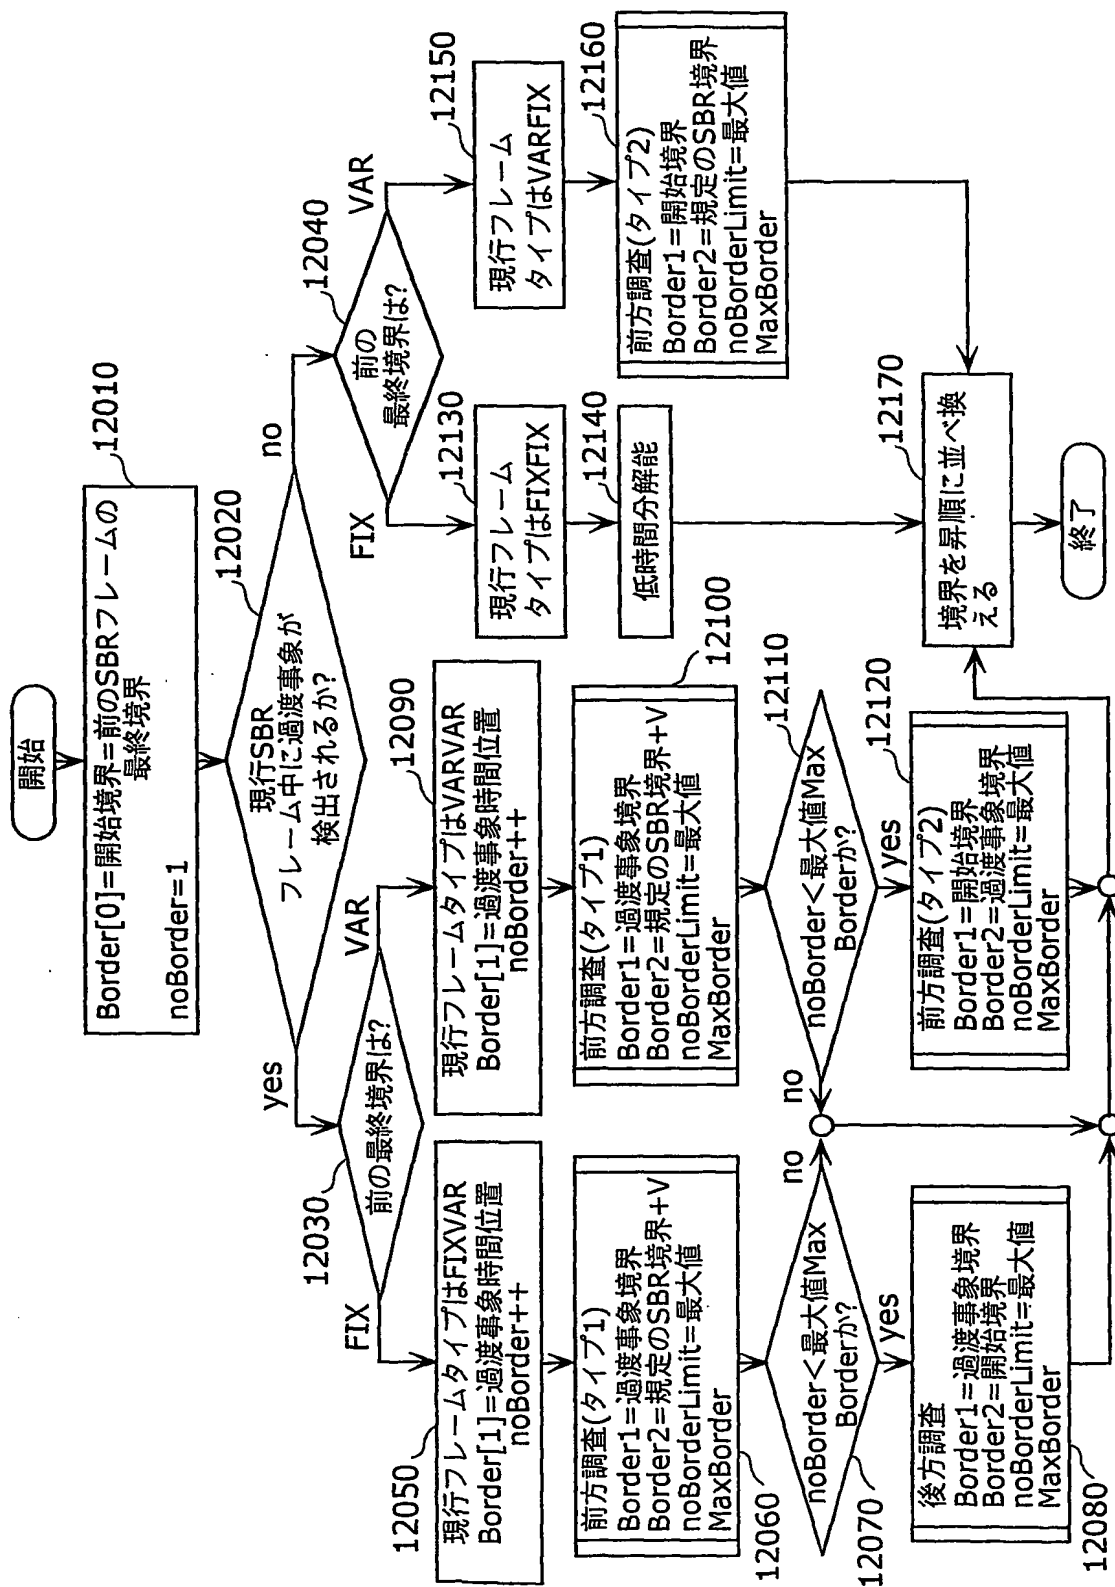 開始
Border[0]=開始境界=前のSBRフレームの
最終境界
noBorder=1
12010
現行SBR
フレーム中に過渡事象が
検出されるか?
12020
yes
no
前の最終境界は?
12030
FIX
VAR
前の
最終境界は?
12040
FIX
VAR
現行フレームタイプはFIXVAR
Border[1]=過渡事象時間位置
noBorder++
12050
現行フレームタイプはVARVAR
Border[1]=過渡事象時間位置
noBorder++
12090
現行フレーム
タイプはFIXFIX
12130
現行フレーム
タイプはVARFIX
12150
前方調査(タイプ1)
Border1=過渡事象境界
Border2=規定のSBR境界+V
noBorderLimit=最大値
MaxBorder
12060
前方調査(タイプ1)
Border1=過渡事象境界
Border2=規定のSBR境界+V
noBorderLimit=最大値
MaxBorder
12100
低時間分解能
12140
前方調査(タイプ2)
Border1=開始境界
Border2=規定のSBR境界
noBorderLimit=最大値
MaxBorder
12160
noBorder<最大値Max
Borderか?
12070
no
yes
noBorder<最大値Max
Borderか?
12110
no
yes
後方調査
Border1=過渡事象境界
Border2=開始境界
noBorderLimit=最大値
MaxBorder
12080
前方調査(タイプ2)
Border1=開始境界
Border2=過渡事象境界
noBorderLimit=最大値
MaxBorder
12120
境界を昇順に並べ換
える
12170
終了